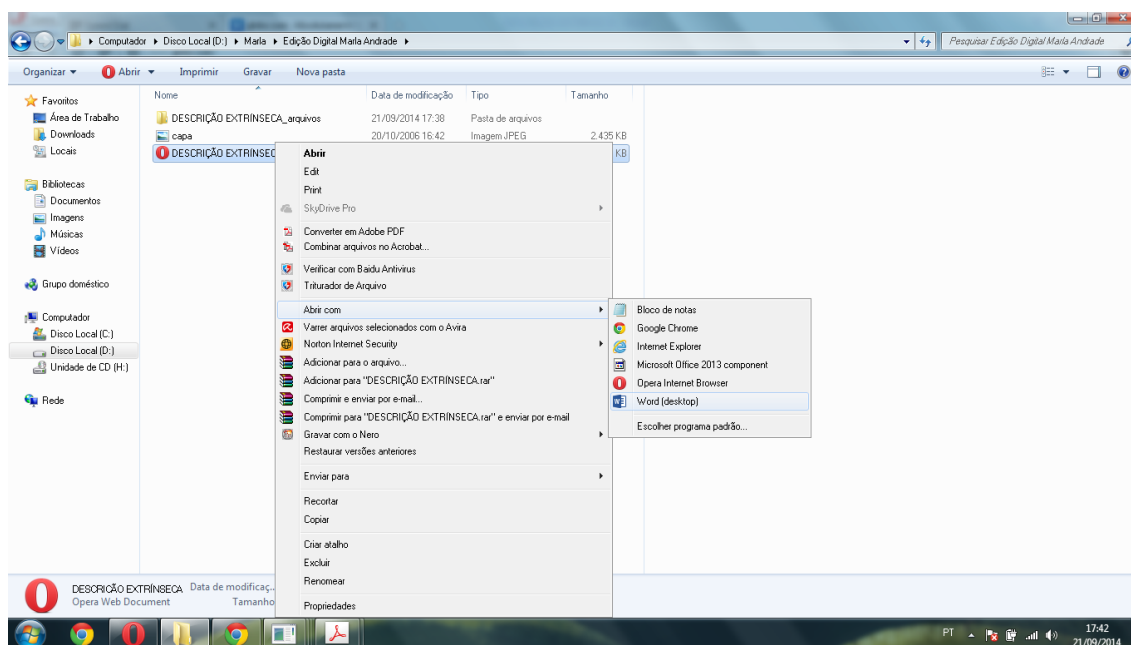 Computador ▸ Disco Local (D:) ▸ Marla ▸ Edição Digital Marla Andrade ▸
Pesquisar Edição Digital Marla Andrade
Organizar ▾ Abrir ▾ Imprimir Gravar Nova pasta
Favoritos
Área de Trabalho
Downloads
Locais
Bibliotecas
Documentos
Imagens
Músicas
Vídeos
Grupo doméstico
Computador
Disco Local (C:)
Disco Local (D:)
Unidade de CD (H:)
Rede
Nome Data de modificação Tipo Tamanho
DESCRIÇÃO EXTRÍNSECA_arquivos 21/09/2014 17:38 Pasta de arquivos
capa 20/10/2006 16:42 Imagem JPEG 2.435 KB
DESCRIÇÃO EXTRÍNSEC KB
Abrir
Edit
Print
SkyDrive Pro
Converter em Adobe PDF
Combinar arquivos no Acrobat...
Verificar com Baidu Antivirus
Triturador de Arquivo
Abrir com
Varrer arquivos selecionados com o Avira
Norton Internet Security
Adicionar para o arquivo...
Adicionar para "DESCRIÇÃO EXTRÍNSECA.rar"
Comprimir e enviar por e-mail...
Comprimir para "DESCRIÇÃO EXTRÍNSECA.rar" e enviar por e-mail
Gravar com o Nero
Restaurar versões anteriores
Enviar para
Recortar
Copiar
Criar atalho
Excluir
Renomear
Propriedades
Bloco de notas
Google Chrome
Internet Explorer
Microsoft Office 2013 component
Opera Internet Browser
Word (desktop)
Escolher programa padrão...
DESCRIÇÃO EXTRÍNSECA Data de modificaç...
Opera Web Document Tamanho
PT 17:42
21/09/2014